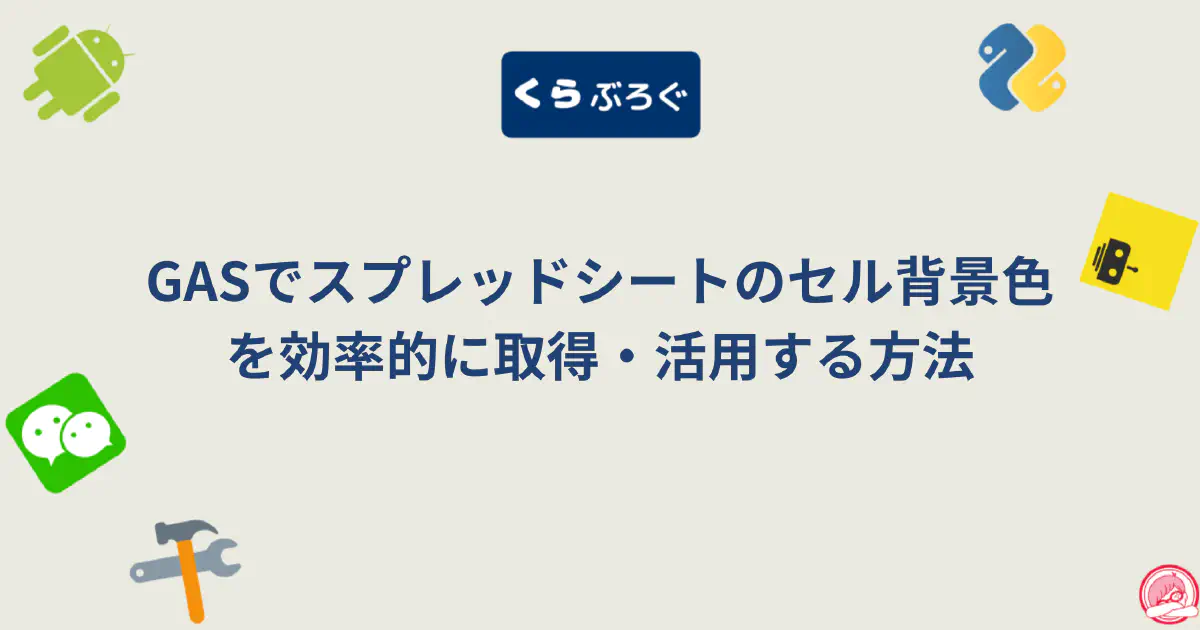 くらぶろぐ
GASでスプレッドシートのセル背景色
を効率的に取得・活用する方法